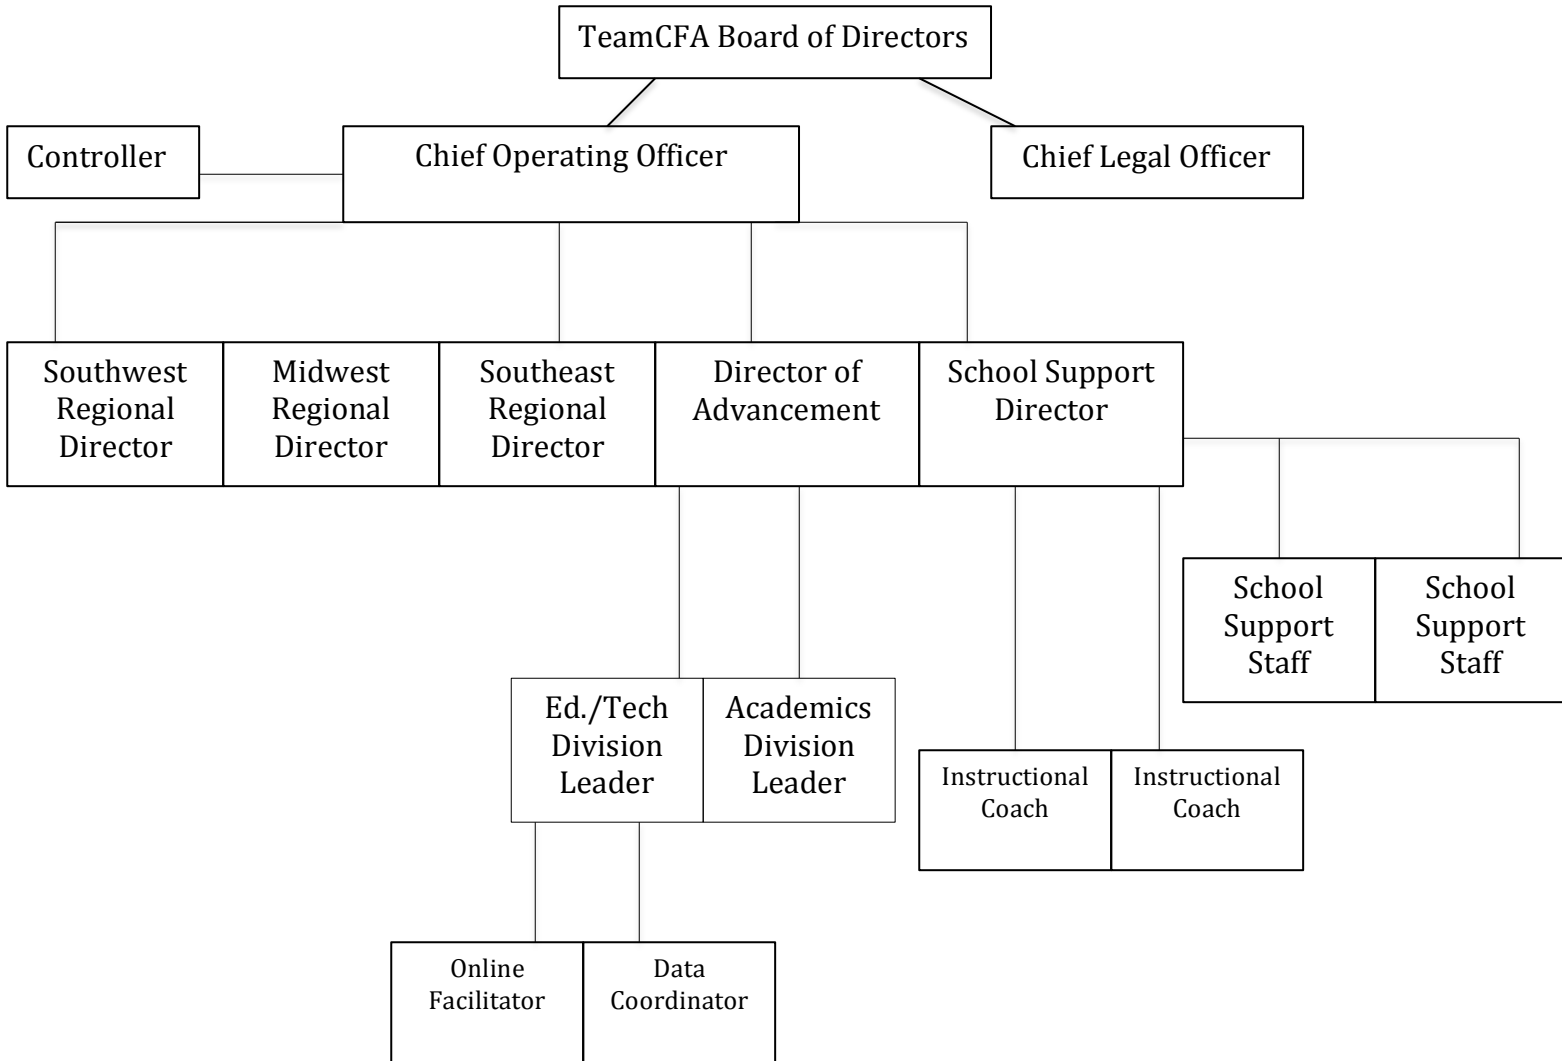 TeamCFA Board of Directors
Controller
Chief Operating Officer
Chief Legal Officer
Southwest
Regional
Director
Midwest
Regional
Director
Southeast
Regional
Director
Director of
Advancement
School Support
Director
School
Support
Staff
School
Support
Staff
Ed./Tech
Division
Leader
Academics
Division
Leader
Instructional
Coach
Instructional
Coach
Online
Facilitator
Data
Coordinator